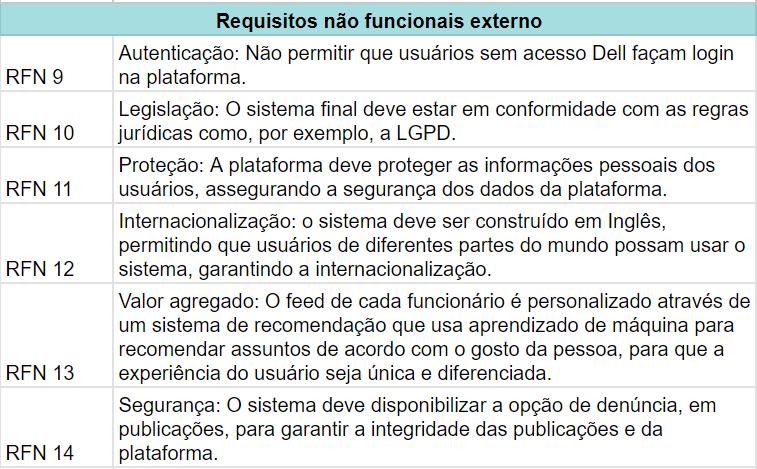 Requisitos não funcionais externo
Autenticação: Não permitir que usuários sem acesso Dell façam login
RFN 9 na plataforma.
Legislação: O sistema final deve estar em conformidade com as regras
RFN 10 jurídicas como, por exemplo, a LGPD.
Proteção: A plataforma deve proteger as informações pessoais dos
RFN 11 usuários, assegurando a segurança dos dados da plataforma.
Internacionalização: o sistema deve ser construído em Inglês,
permitindo que usuários de diferentes partes do mundo possam usar o
RFN 12 sistema, garantindo a internacionalização.
Valor agregado: O feed de cada funcionário é personalizado através de
um sistema de recomendação que usa aprendizado de máquina para
recomendar assuntos de acordo com o gosto da pessoa, para que a
RFN 13 experiência do usuário seja única e diferenciada.
Segurança: O sistema deve disponibilizar a opção de denúncia, em
publicações, para garantir a integridade das publicações e da
RFN 14 plataforma.